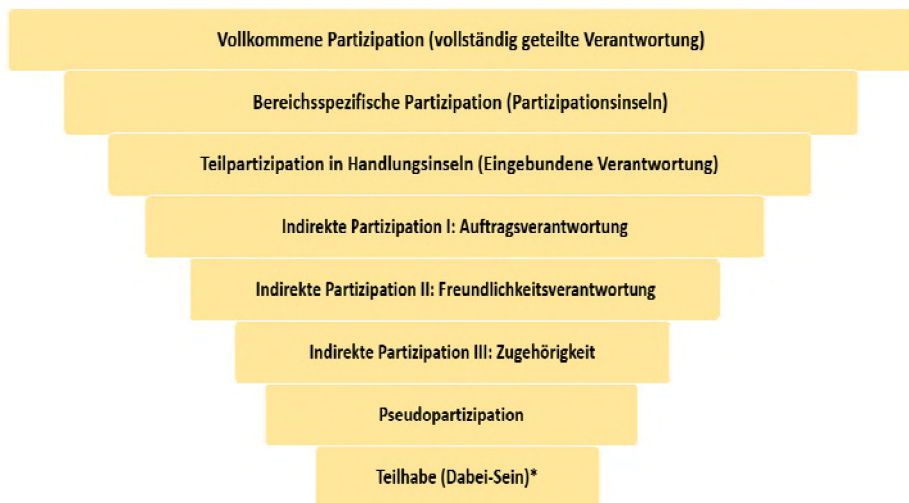 Vollkommene Partizipation (vollständig geteilte Verantwortung)
Bereichsspezifische Partizipation (Partizipationsinseln)
Teilpartizipation in Handlungsinseln (Eingebundene Verantwortung)
Indirekte Partizipation I: Auftragsverantwortung
Indirekte Partizipation II: Freundlichkeitsverantwortung
Indirekte Partizipation III: Zugehörigkeit
Pseudopartizipation
Teilhabe (Dabei-Sein)*